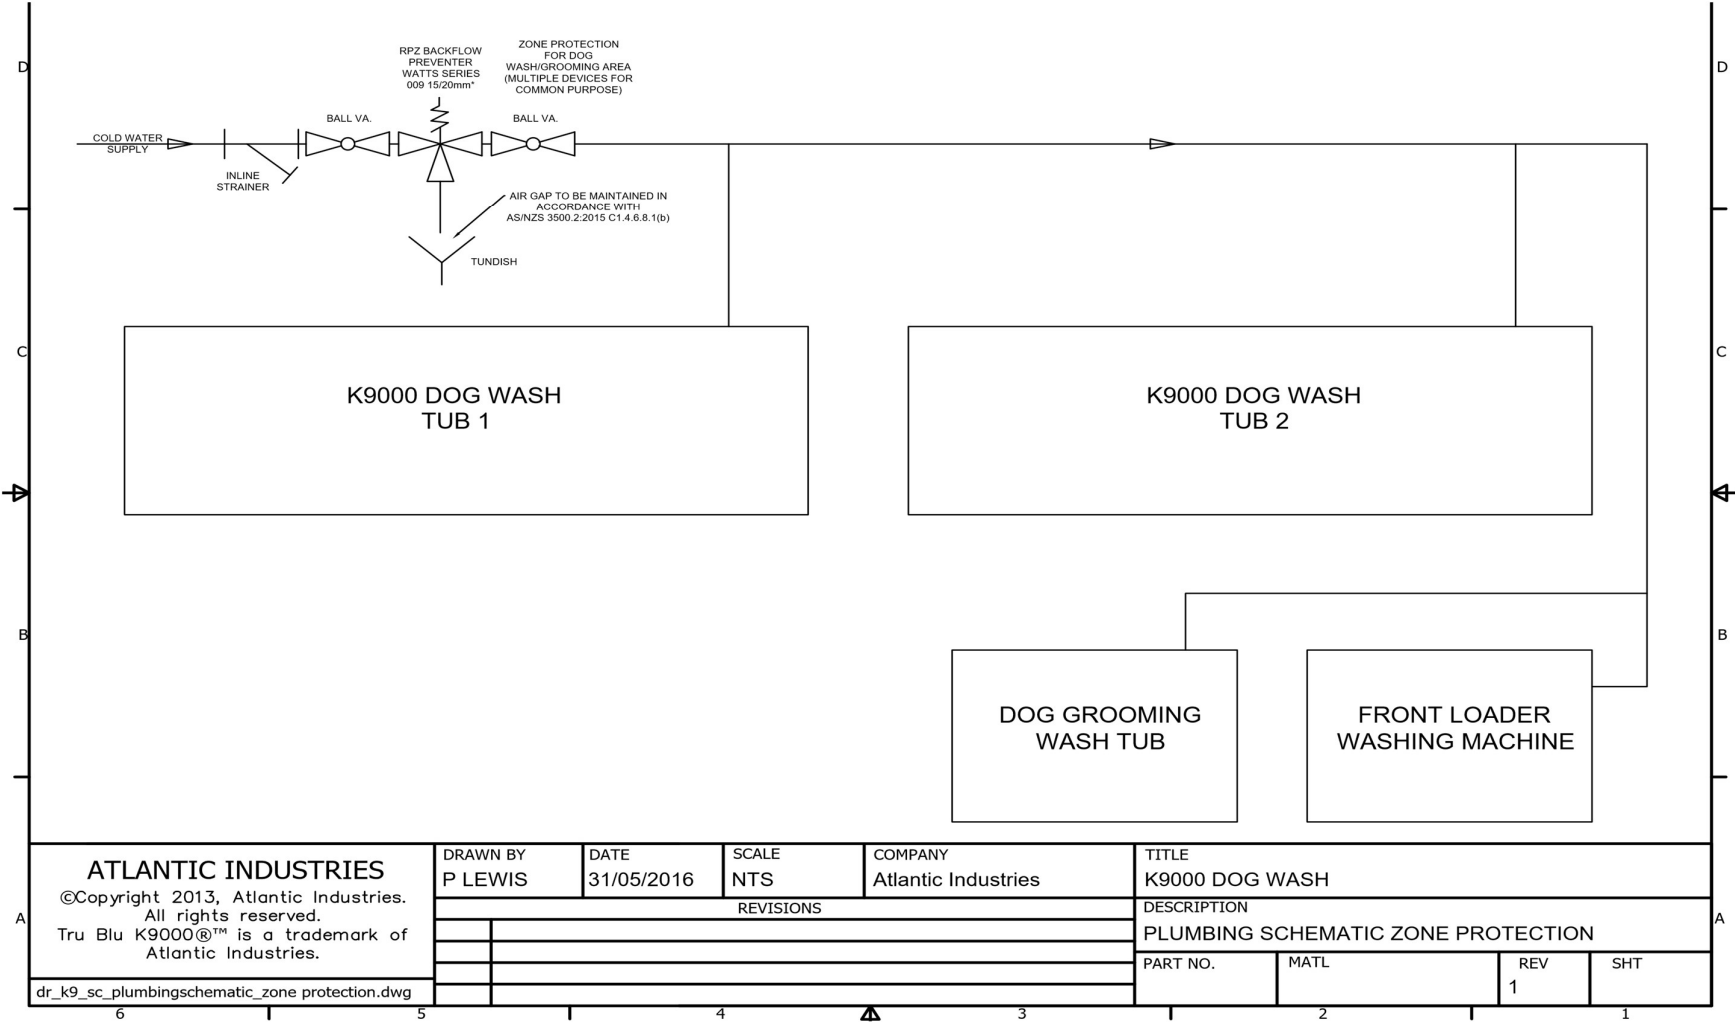 D
D
RPZ BACKFLOW
PREVENTER
WATTS SERIES
009 15/20mm*
ZONE PROTECTION
FOR DOG
WASH/GROOMING AREA
(MULTIPLE DEVICES FOR
COMMON PURPOSE)
BALL VA.
BALL VA.
COLD WATER
SUPPLY
INLINE
STRAINER
AIR GAP TO BE MAINTAINED IN
ACCORDANCE WITH
AS/NZS 3500.2:2015 C1.4.6.8.1(b)
TUNDISH
C
C
K9000 DOG WASH
TUB 1
K9000 DOG WASH
TUB 2
B
B
DOG GROOMING
WASH TUB
FRONT LOADER
WASHING MACHINE
A
A
ATLANTIC INDUSTRIES
©Copyright 2013, Atlantic Industries.
All rights reserved.
Tru Blu K9000®™ is a trademark of
Atlantic Industries.
dr_k9_sc_plumbingschematic_zone protection.dwg
DRAWN BY
P LEWIS
DATE
31/05/2016
SCALE
NTS
COMPANY
Atlantic Industries
REVISIONS
TITLE
K9000 DOG WASH
DESCRIPTION
PLUMBING SCHEMATIC ZONE PROTECTION
PART NO.
MATL
REV
1
SHT
6
5
4
3
2
1